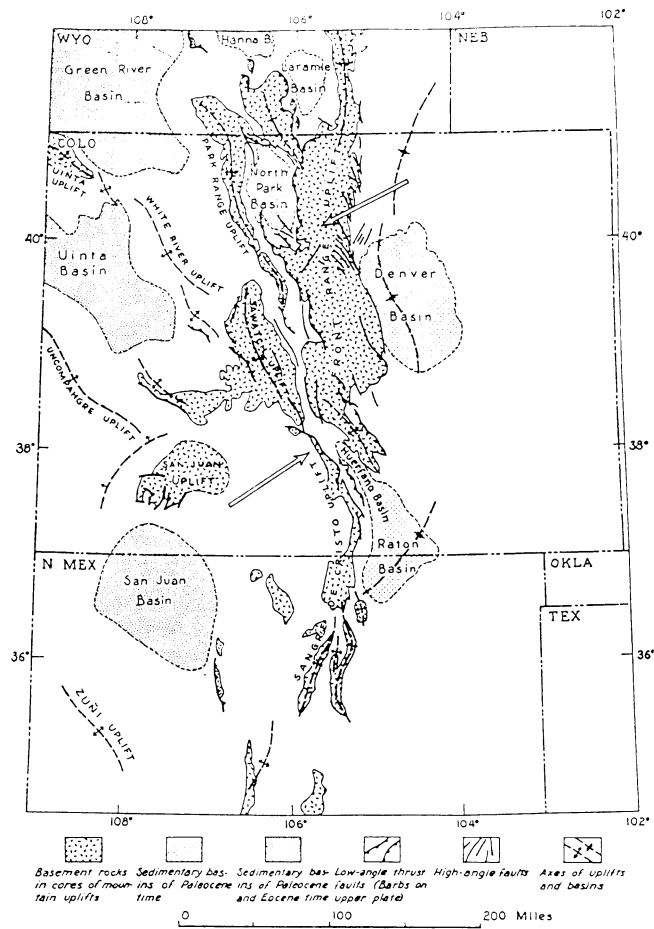 108° 106° 104° 102°
WYO
NEB
Hanna B.
Green River
Basin
Laramie
Basin
COLO
UINTA
UPLIFT
PARK RANGE UPLIFT
North
Park
Basin
FRONT RANGE UPLIFT
WHITE RIVER UPLIFT
40° 40°
Uinta
Basin
Denver
Basin
SAWATCH UPLIFT
UNCOMPAHGRE UPLIFT
38° 38°
SAN JUAN
UPLIFT
Huerfano Basin
SANGRE DE CRISTO UPLIFT
Raton
Basin
N MEX
OKLA
San Juan
Basin
TEX
36° 36°
ZUÑI UPLIFT
108° 106° 104° 102°
Basement rocks
in cores of moun-
tain uplifts
Sedimentary bas-
ins of Paleocene
time
Sedimentary bas-
ins of Paleocene
and Eocene time
Low-angle thrust
faults (Barbs on
upper plate)
High-angle faults
Axes of uplifts
and basins
0 100 200 Miles